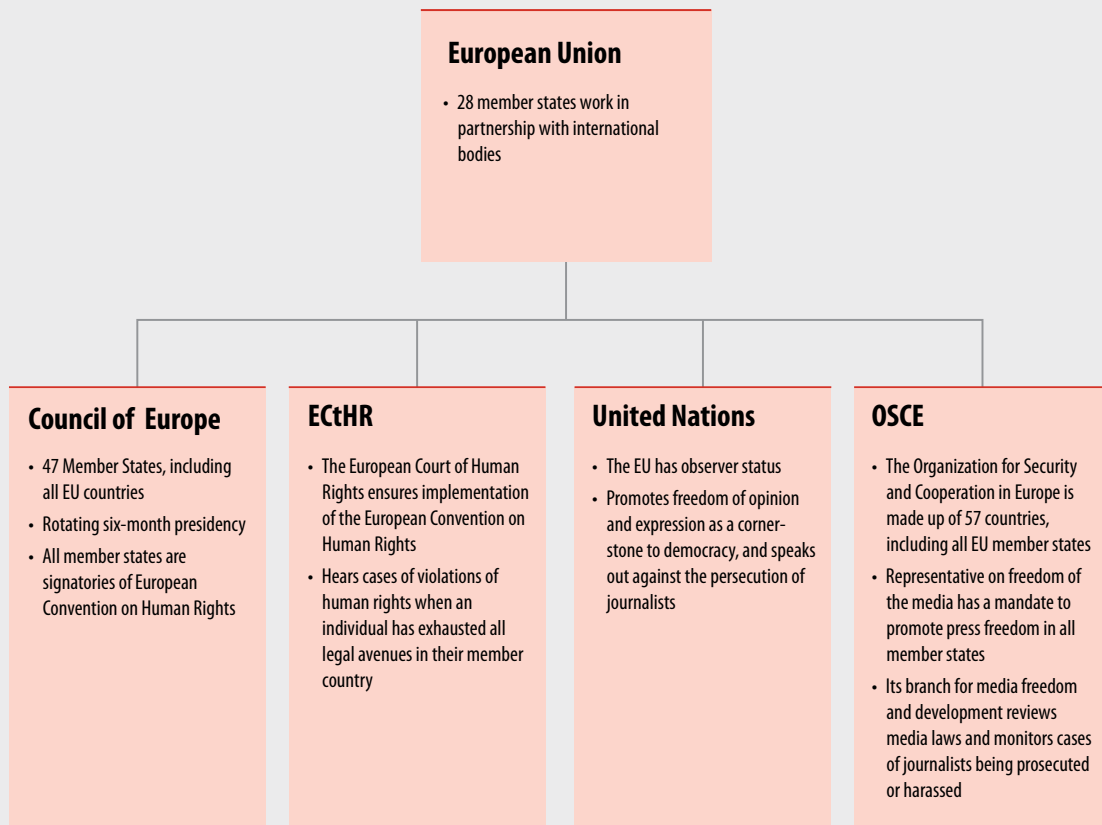 European Union
• 28 member states work in
partnership with international
bodies
Council of Europe
• 47 Member States, including
all EU countries
• Rotating six-month presidency
• All member states are
signatories of European
Convention on Human Rights
ECtHR
• The European Court of Human
Rights ensures implementation
of the European Convention on
Human Rights
• Hears cases of violations of
human rights when an
individual has exhausted all
legal avenues in their member
country
United Nations
• The EU has observer status
• Promotes freedom of opinion
and expression as a corner-
stone to democracy, and speaks
out against the persecution of
journalists
OSCE
• The Organization for Security
and Cooperation in Europe is
made up of 57 countries,
including all EU member states
• Representative on freedom of
the media has a mandate to
promote press freedom in all
member states
• Its branch for media freedom
and development reviews
media laws and monitors cases
of journalists being prosecuted
or harassed